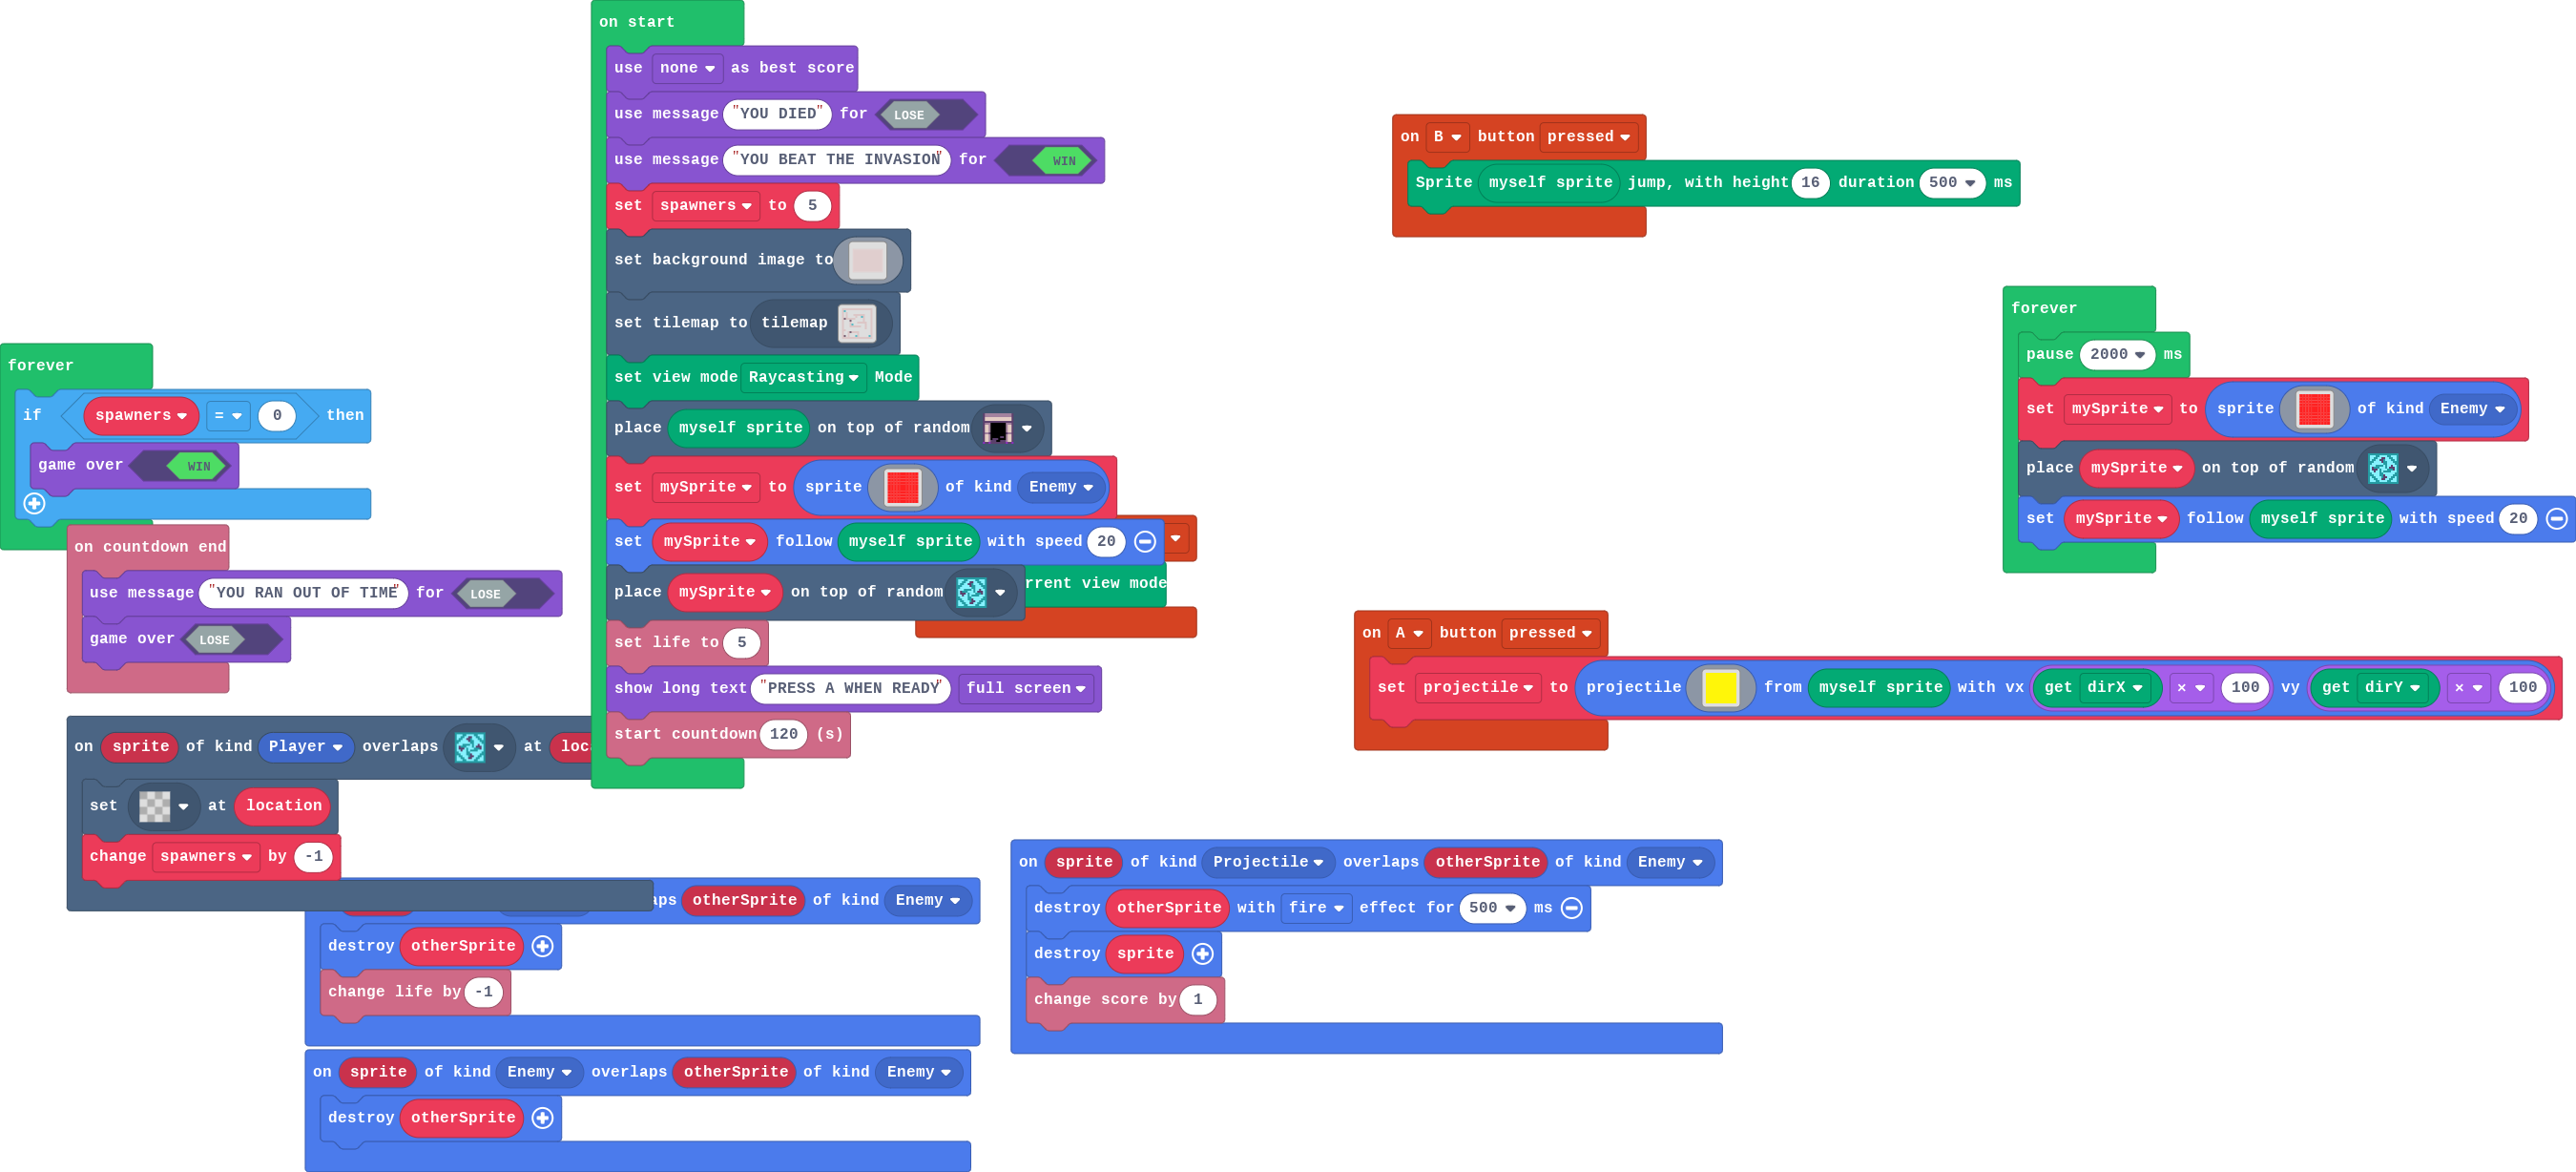 on start
use none as best score
use message "YOU DIED" for LOSE
use message "YOU BEAT THE INVASION" for WIN
set spawners to 5
set background image to
set tilemap to tilemap
set view mode Raycasting Mode
place myself sprite on top of random
set mySprite to sprite of kind Enemy
set mySprite follow myself sprite with speed 20
place mySprite on top of random
set life to 5
show long text "PRESS A WHEN READY" full screen
start countdown 120 (s)
rrent view mode
on B button pressed
Sprite myself sprite jump, with height 16 duration 500 ms
forever
pause 2000 ms
set mySprite to sprite of kind Enemy
place mySprite on top of random
set mySprite follow myself sprite with speed 20
forever
if spawners = 0 then
game over WIN
on countdown end
use message "YOU RAN OUT OF TIME" for LOSE
game over LOSE
on A button pressed
set projectile to projectile from myself sprite with vx get dirX × 100 vy get dirY × 100
on sprite of kind Player overlaps at loca
set at location
change spawners by -1
aps otherSprite of kind Enemy
destroy otherSprite
change life by -1
on sprite of kind Projectile overlaps otherSprite of kind Enemy
destroy otherSprite with fire effect for 500 ms
destroy sprite
change score by 1
on sprite of kind Enemy overlaps otherSprite of kind Enemy
destroy otherSprite